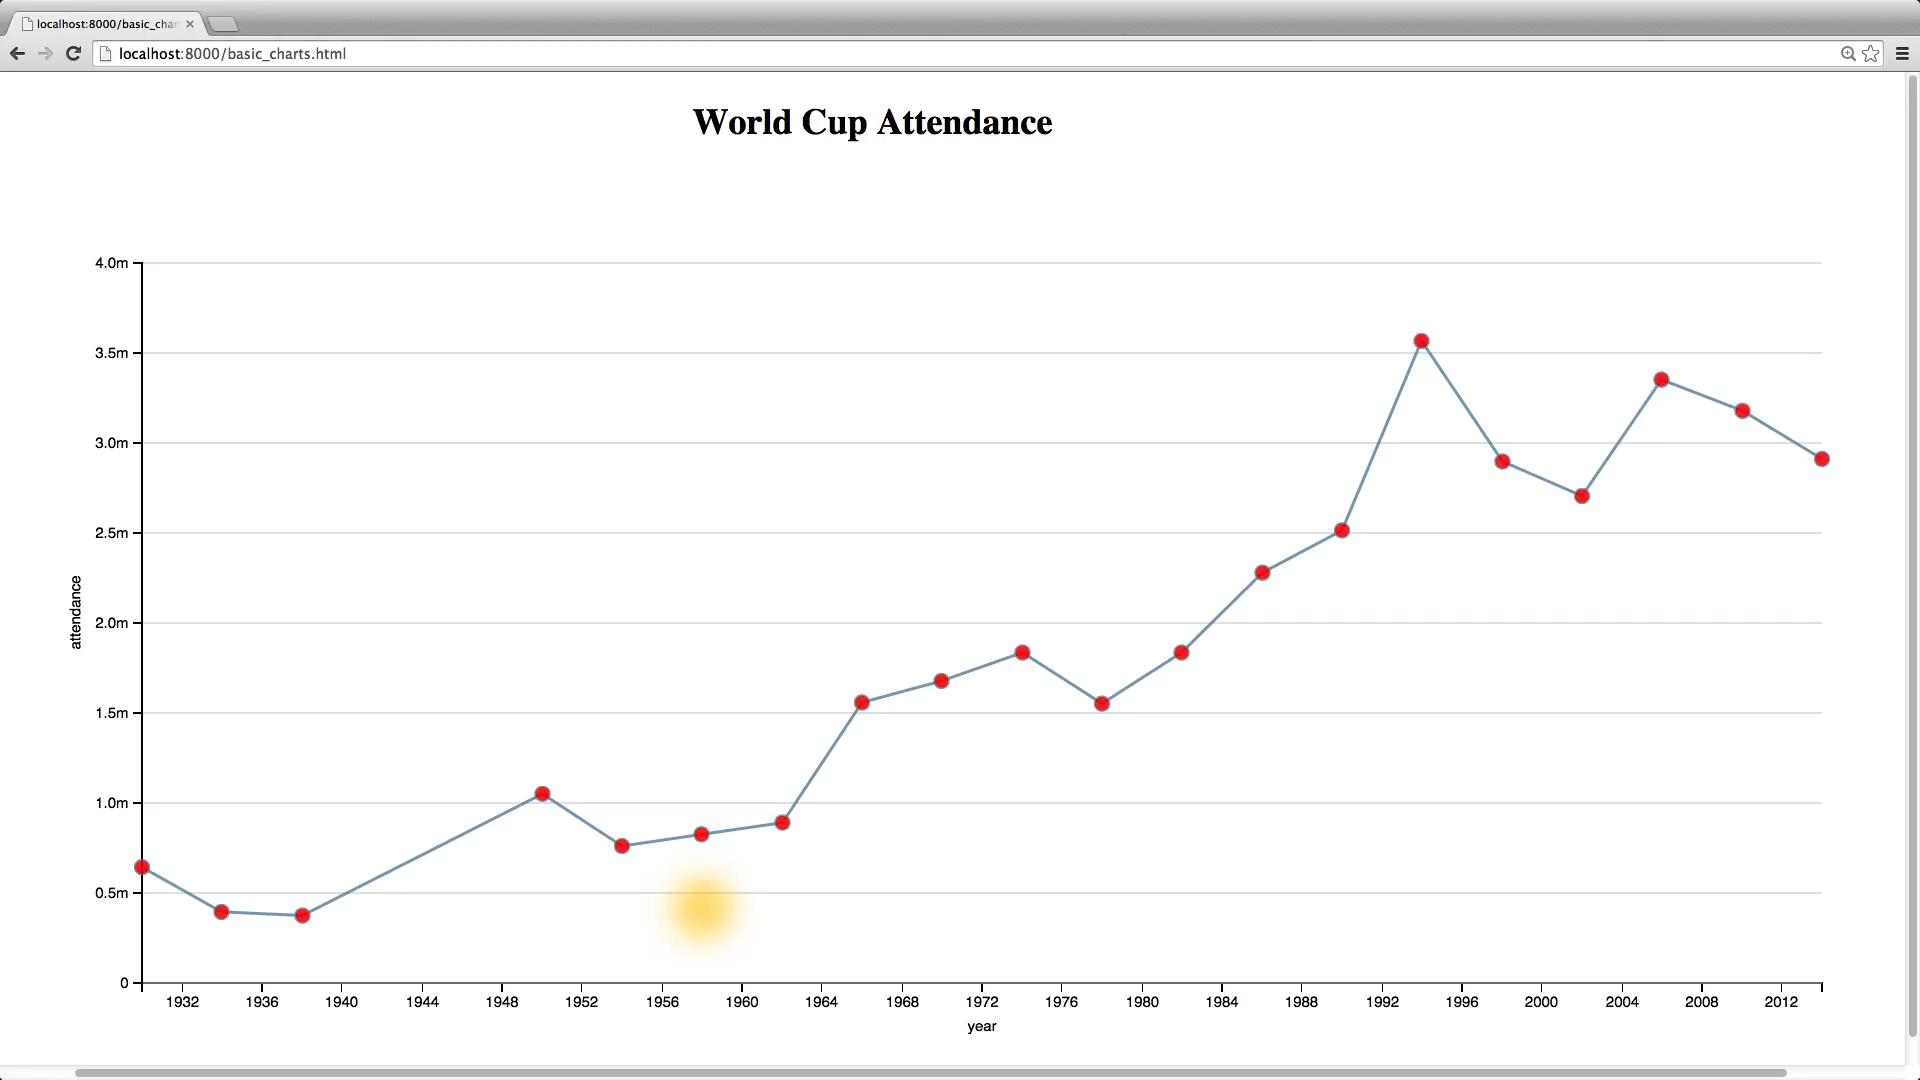 localhost:8000/basic_char
localhost:8000/basic_charts.html
World Cup Attendance
4.0m
3.5m
3.0m
2.5m
2.0m
1.5m
1.0m
0.5m
0
attendance
1932 1936 1940 1944 1948 1952 1956 1960 1964 1968 1972 1976 1980 1984 1988 1992 1996 2000 2004 2008 2012
year